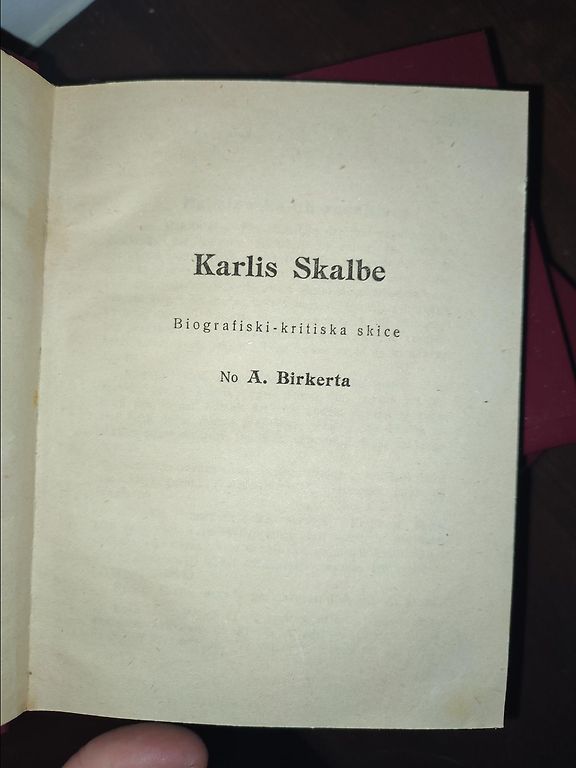 Karlis Skalbe
Biografiski-kritiska skice
No A. Birkerta